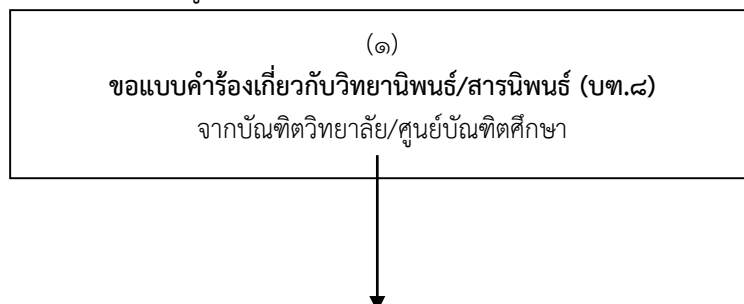 (๑)
ขอแบบคำร้องเกี่ยวกับวิทยานิพนธ์/สารนิพนธ์ (บฑ.๘)
จากบัณฑิตวิทยาลัย/ศูนย์บัณฑิตศึกษา